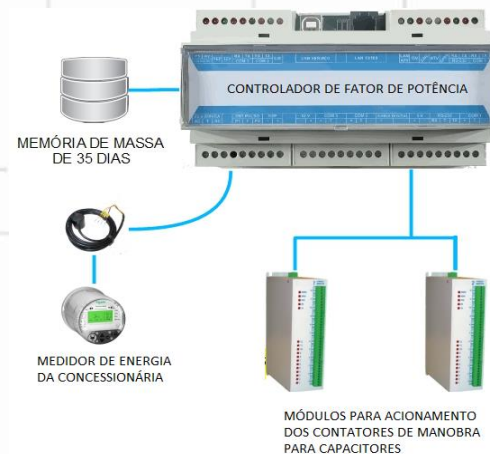 CONTROLADOR DE FATOR DE POTÊNCIA
MEMÓRIA DE MASSA
DE 35 DIAS
MEDIDOR DE ENERGIA
DA CONCESSIONÁRIA
MÓDULOS PARA ACIONAMENTO
DOS CONTATORES DE MANOBRA
PARA CAPACITORES